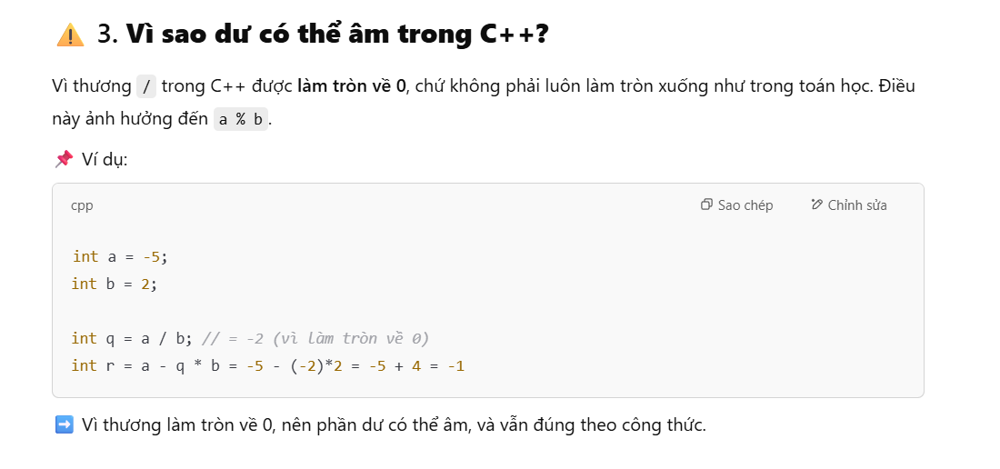 ⚠️ 3. Vì sao dư có thể âm trong C++?
Vì thương / trong C++ được làm tròn về 0, chứ không phải luôn làm tròn xuống như trong toán học. Điều
này ảnh hưởng đến a % b.
📌 Ví dụ:
cpp Sao chép Chỉnh sửa
int a = -5;
int b = 2;
int q = a / b; // = -2 (vì làm tròn về 0)
int r = a - q * b = -5 - (-2)*2 = -5 + 4 = -1
➡️ Vì thương làm tròn về 0, nên phần dư có thể âm, và vẫn đúng theo công thức.